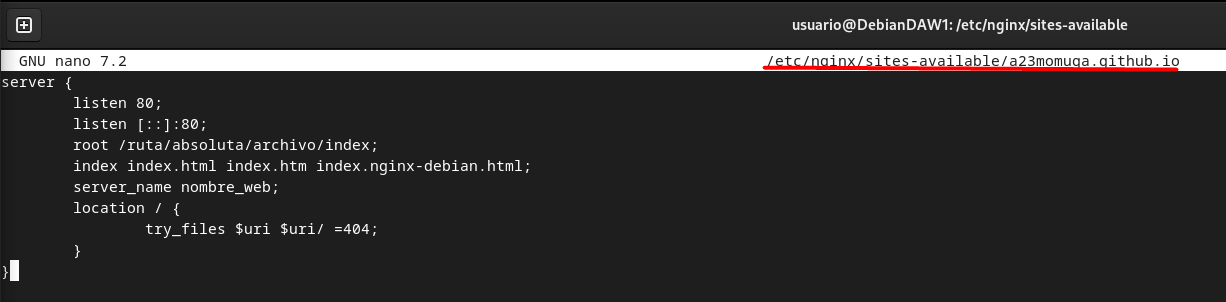 usuario@DebianDAW1: /etc/nginx/sites-available
GNU nano 7.2 /etc/nginx/sites-available/a23momuga.github.io
server {
listen 80;
listen [::]:80;
root /ruta/absoluta/archivo/index;
index index.html index.htm index.nginx-debian.html;
server_name nombre_web;
location / {
try_files $uri $uri/ =404;
}
}